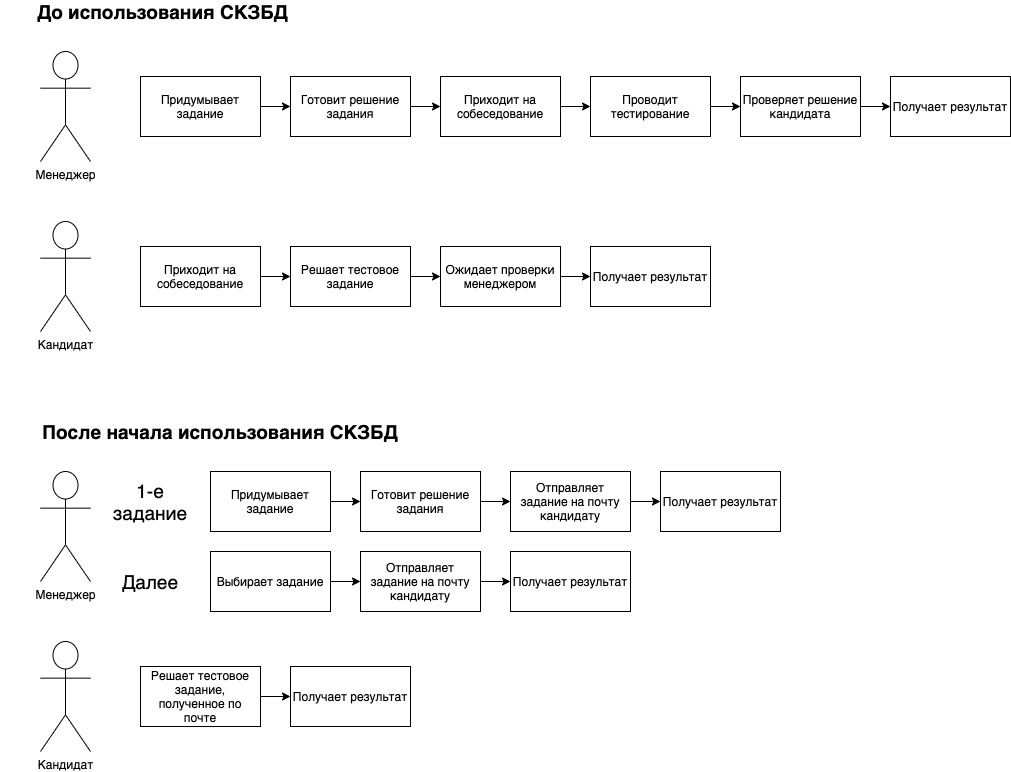 До использования СКЗБД
Придумывает
задание
Готовит решение
задания
Приходит на
собеседование
Проводит
тестирование
Проверяет решение
кандидата
Получает результат
Менеджер
Приходит на
собеседование
Решает тестовое
задание
Ожидает проверки
менеджером
Получает результат
Кандидат
После начала использования СКЗБД
1-е
задание
Придумывает
задание
Готовит решение
задания
Отправляет
задание на почту
кандидату
Получает результат
Далее
Выбирает задание
Отправляет
задание на почту
кандидату
Получает результат
Менеджер
Решает тестовое
задание,
полученное по
почте
Получает результат
Кандидат